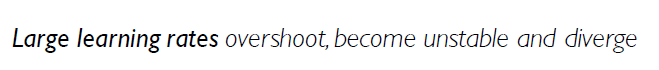 Large learning rates overshoot, become unstable and diverge